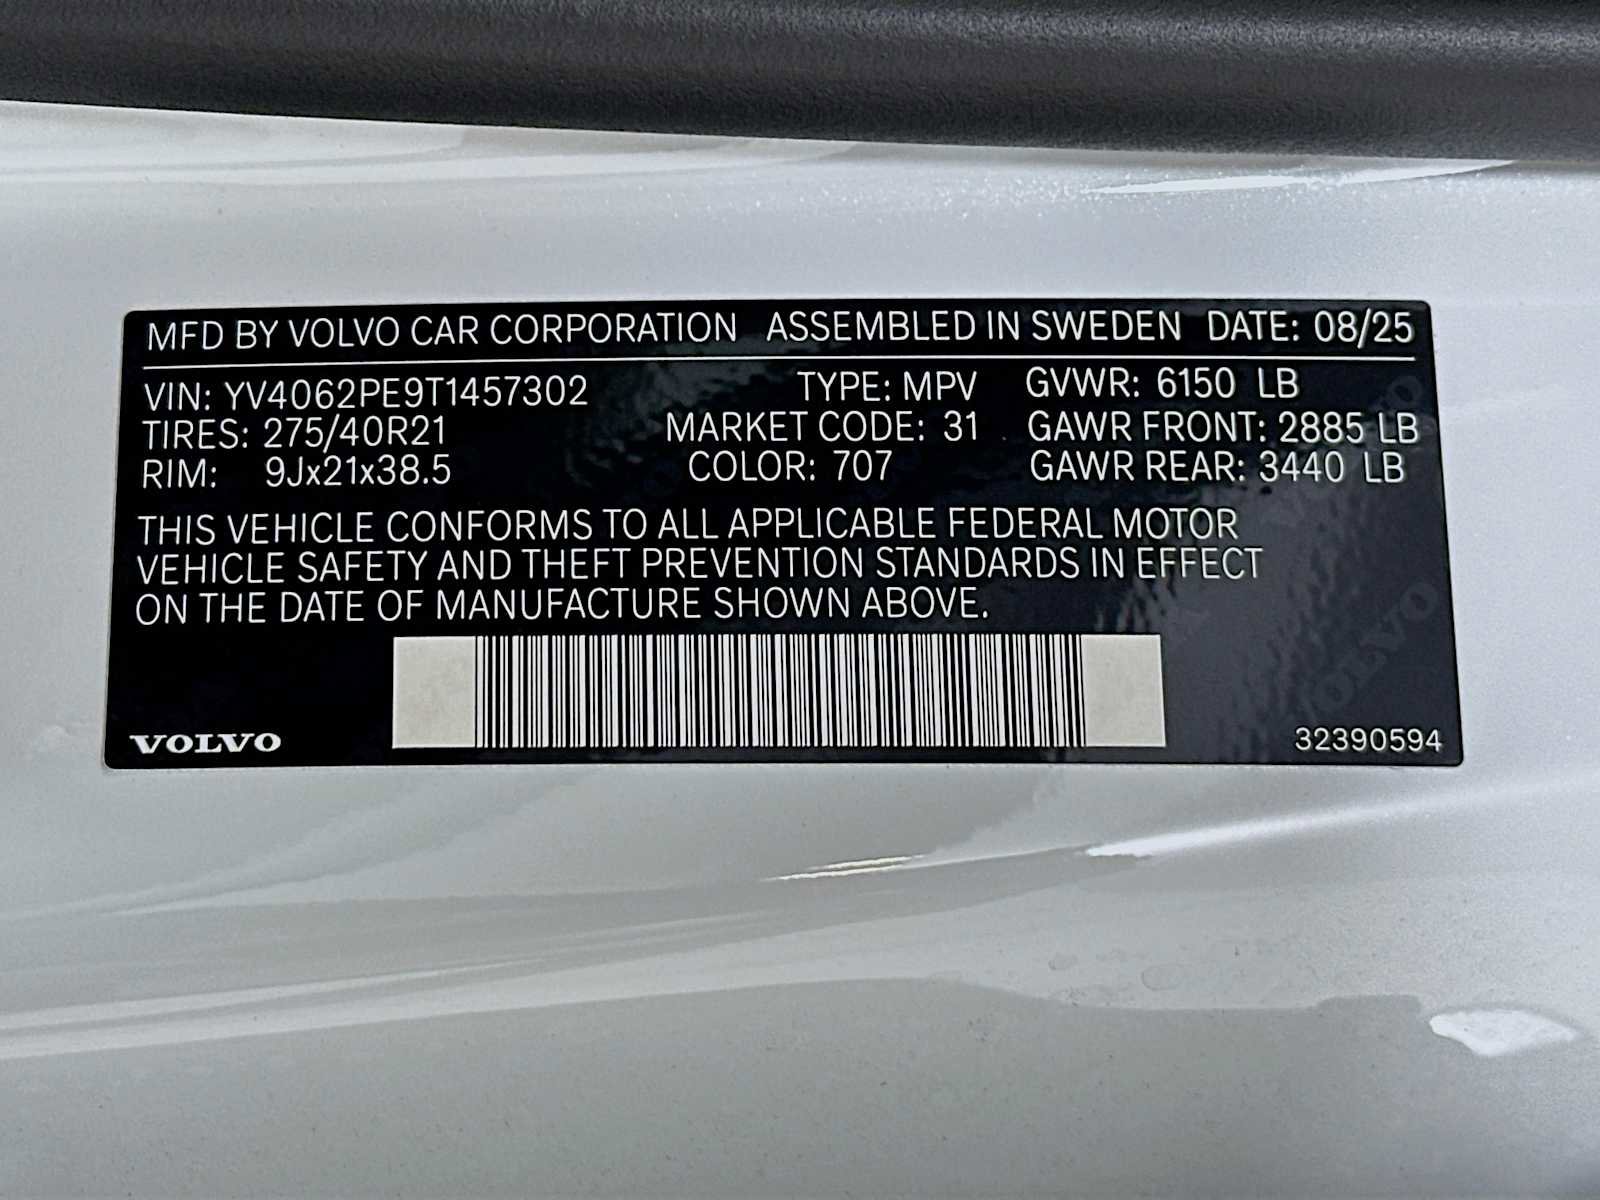 MFD BY VOLVO CAR CORPORATION ASSEMBLED IN SWEDEN DATE: 08/25
VIN: YV4062PE9T1457302 TYPE: MPV GVWR: 6150 LB
TIRES: 275/40R21 MARKET CODE: 31 GAWR FRONT: 2885 LB
RIM: 9Jx21x38.5 COLOR: 707 GAWR REAR: 3440 LB
THIS VEHICLE CONFORMS TO ALL APPLICABLE FEDERAL MOTOR
VEHICLE SAFETY AND THEFT PREVENTION STANDARDS IN EFFECT
ON THE DATE OF MANUFACTURE SHOWN ABOVE.
VOLVO
32390594
VOLVO